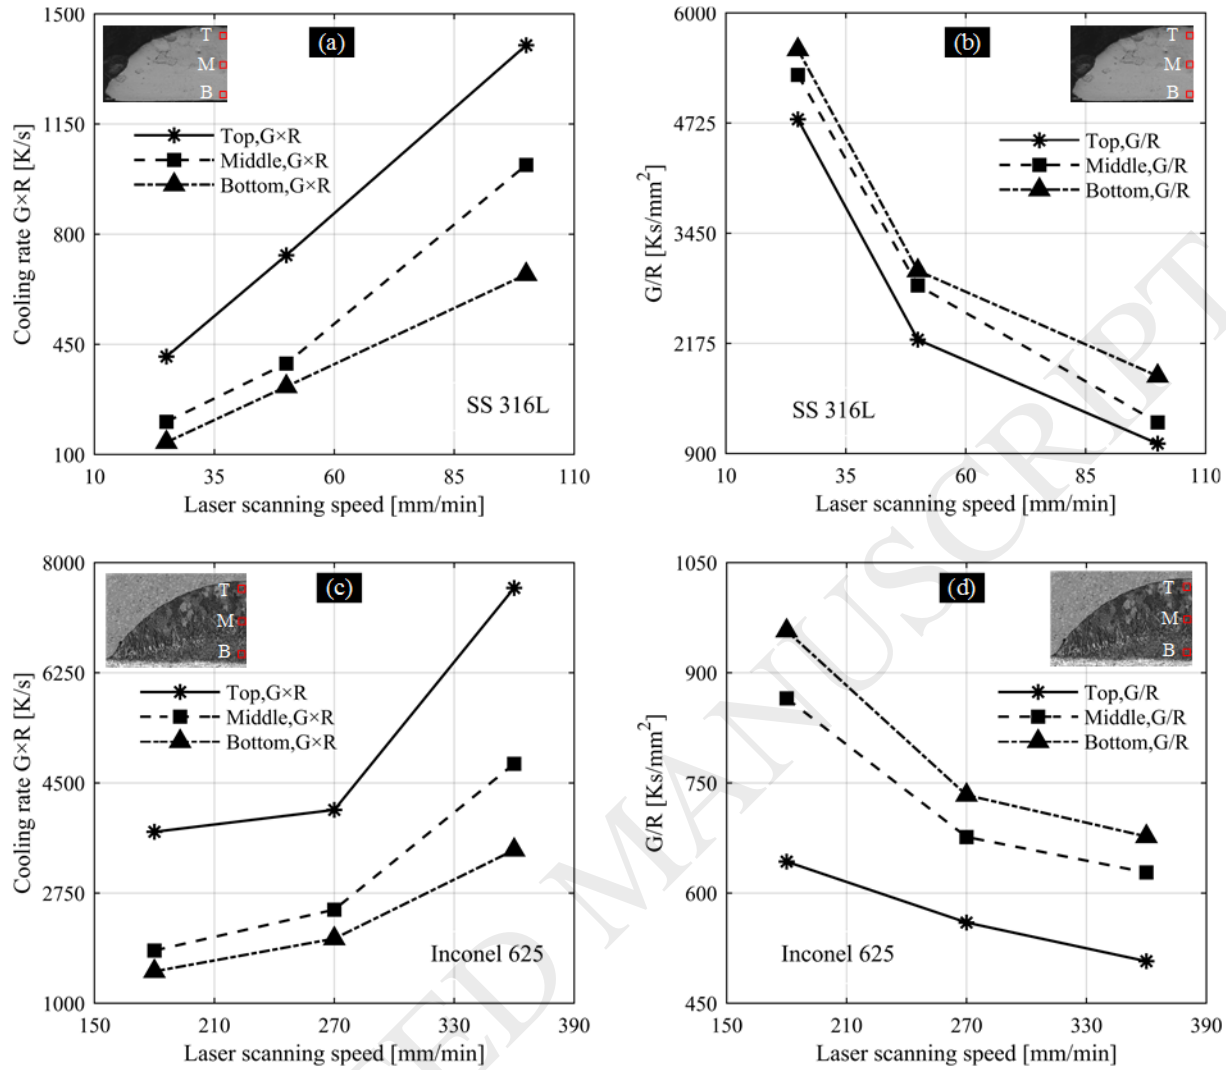 (a)
T
M
B
Top,G×R
Middle,G×R
Bottom,G×R
SS 316L
1500
1150
800
450
100
Cooling rate G×R [K/s]
10 35 60 85 110
Laser scanning speed [mm/min]
(b)
T
M
B
Top,G/R
Middle,G/R
Bottom,G/R
SS 316L
6000
4725
3450
2175
900
G/R [Ks/mm²]
10 35 60 85 110
Laser scanning speed [mm/min]
(c)
T
M
B
Top,G×R
Middle,G×R
Bottom,G×R
Inconel 625
8000
6250
4500
2750
1000
Cooling rate G×R [K/s]
150 210 270 330 390
Laser scanning speed [mm/min]
(d)
T
M
B
Top,G/R
Middle,G/R
Bottom,G/R
Inconel 625
1050
900
750
600
450
G/R [Ks/mm²]
150 210 270 330 390
Laser scanning speed [mm/min]
ED MANUSCRIPT